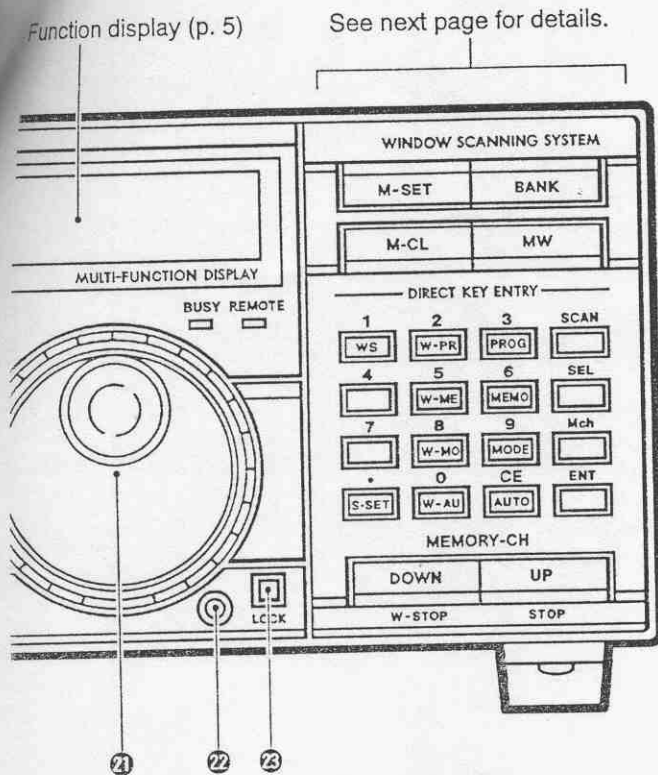 Function display (p. 5)
See next page for details.
WINDOW SCANNING SYSTEM
M-SET BANK
M-CL MW
MULTI-FUNCTION DISPLAY
BUSY REMOTE
DIRECT KEY ENTRY
1 2 3 SCAN
WS W-PR PROG
4 5 6 SEL
W-ME MEMO
7 8 9 Mch
W-MO MODE
. 0 CE ENT
S-SET W-AU AUTO
MEMORY-CH
DOWN UP
W-STOP STOP
LOCK
21 22 23